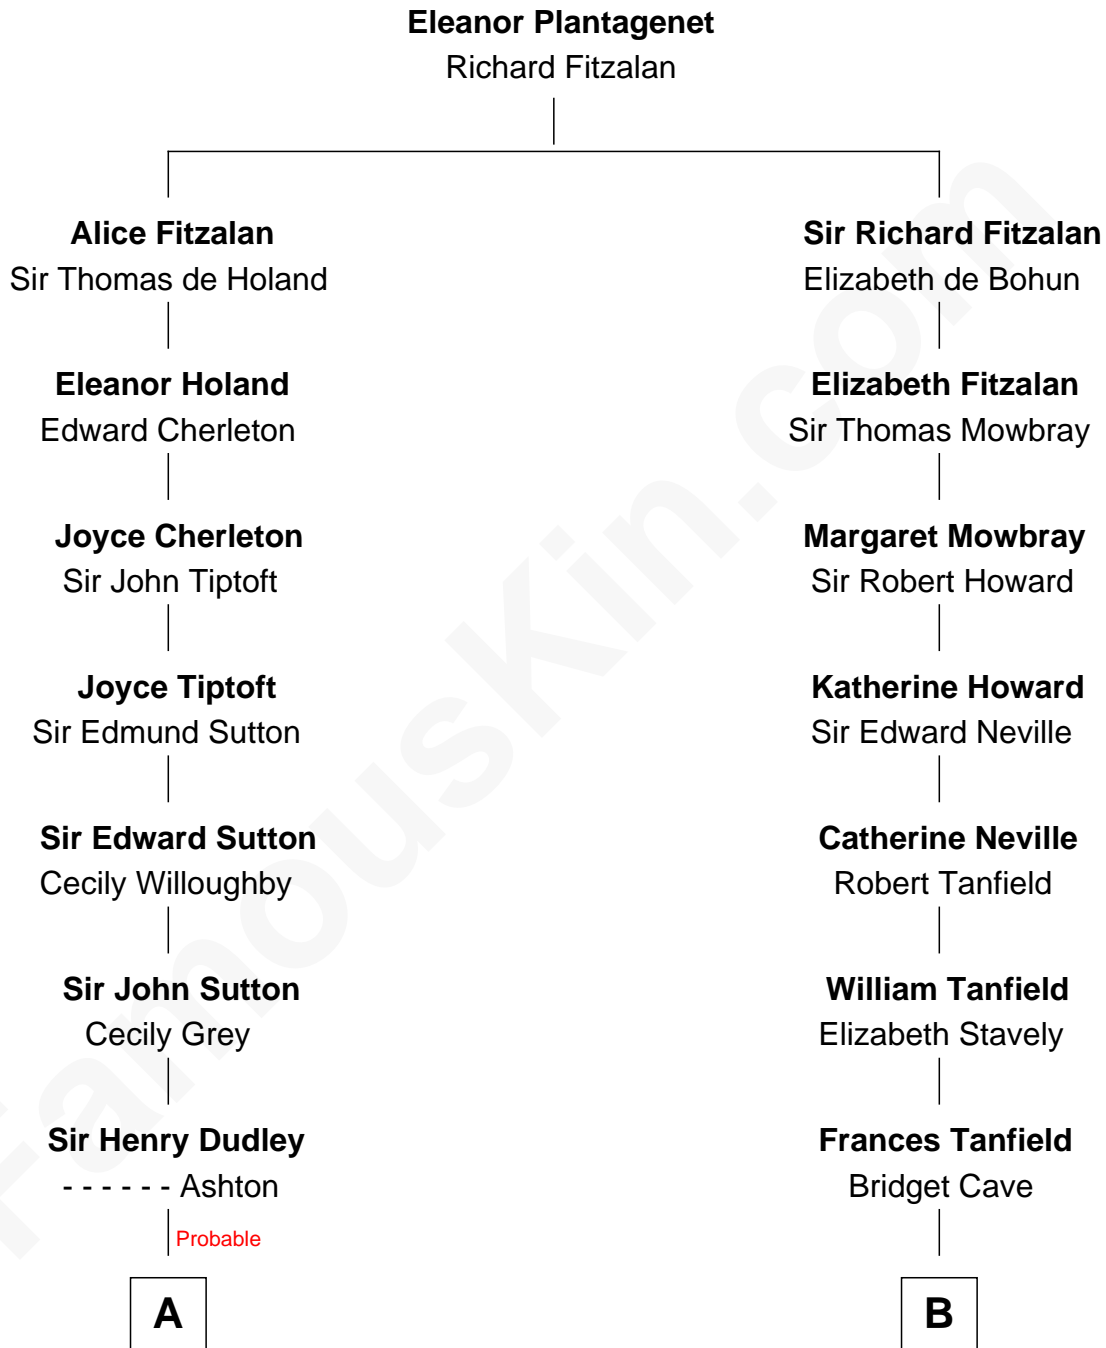 Eleanor Plantagenet
Richard Fitzalan
Alice Fitzalan
Sir Thomas de Holand
Eleanor Holand
Edward Cherleton
Joyce Cherleton
Sir John Tiptoft
Joyce Tiptoft
Sir Edmund Sutton
Sir Edward Sutton
Cecily Willoughby
Sir John Sutton
Cecily Grey
Sir Henry Dudley
- - - - - - Ashton
Probable
A
Sir Richard Fitzalan
Elizabeth de Bohun
Elizabeth Fitzalan
Sir Thomas Mowbray
Margaret Mowbray
Sir Robert Howard
Katherine Howard
Sir Edward Neville
Catherine Neville
Robert Tanfield
William Tanfield
Elizabeth Stavely
Frances Tanfield
Bridget Cave
B
FamousKin.com